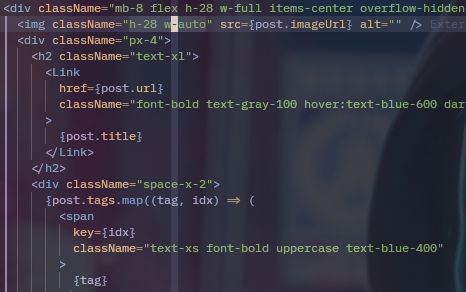 <div className="mb-8 flex h-28 w-full items-center overflow-hidden
<img className="h-28 w-auto" src={post.imageUrl} alt="" /> Exter
<div className="px-4">
<h2 className="text-xl">
<Link
href={post.url}
className="font-bold text-gray-100 hover:text-blue-600 dar
>
{post.title}
</Link>
</h2>
<div className="space-x-2">
{post.tags.map((tag, idx) => (
<span
key={idx}
className="text-xs font-bold uppercase text-blue-400"
>
{tag}